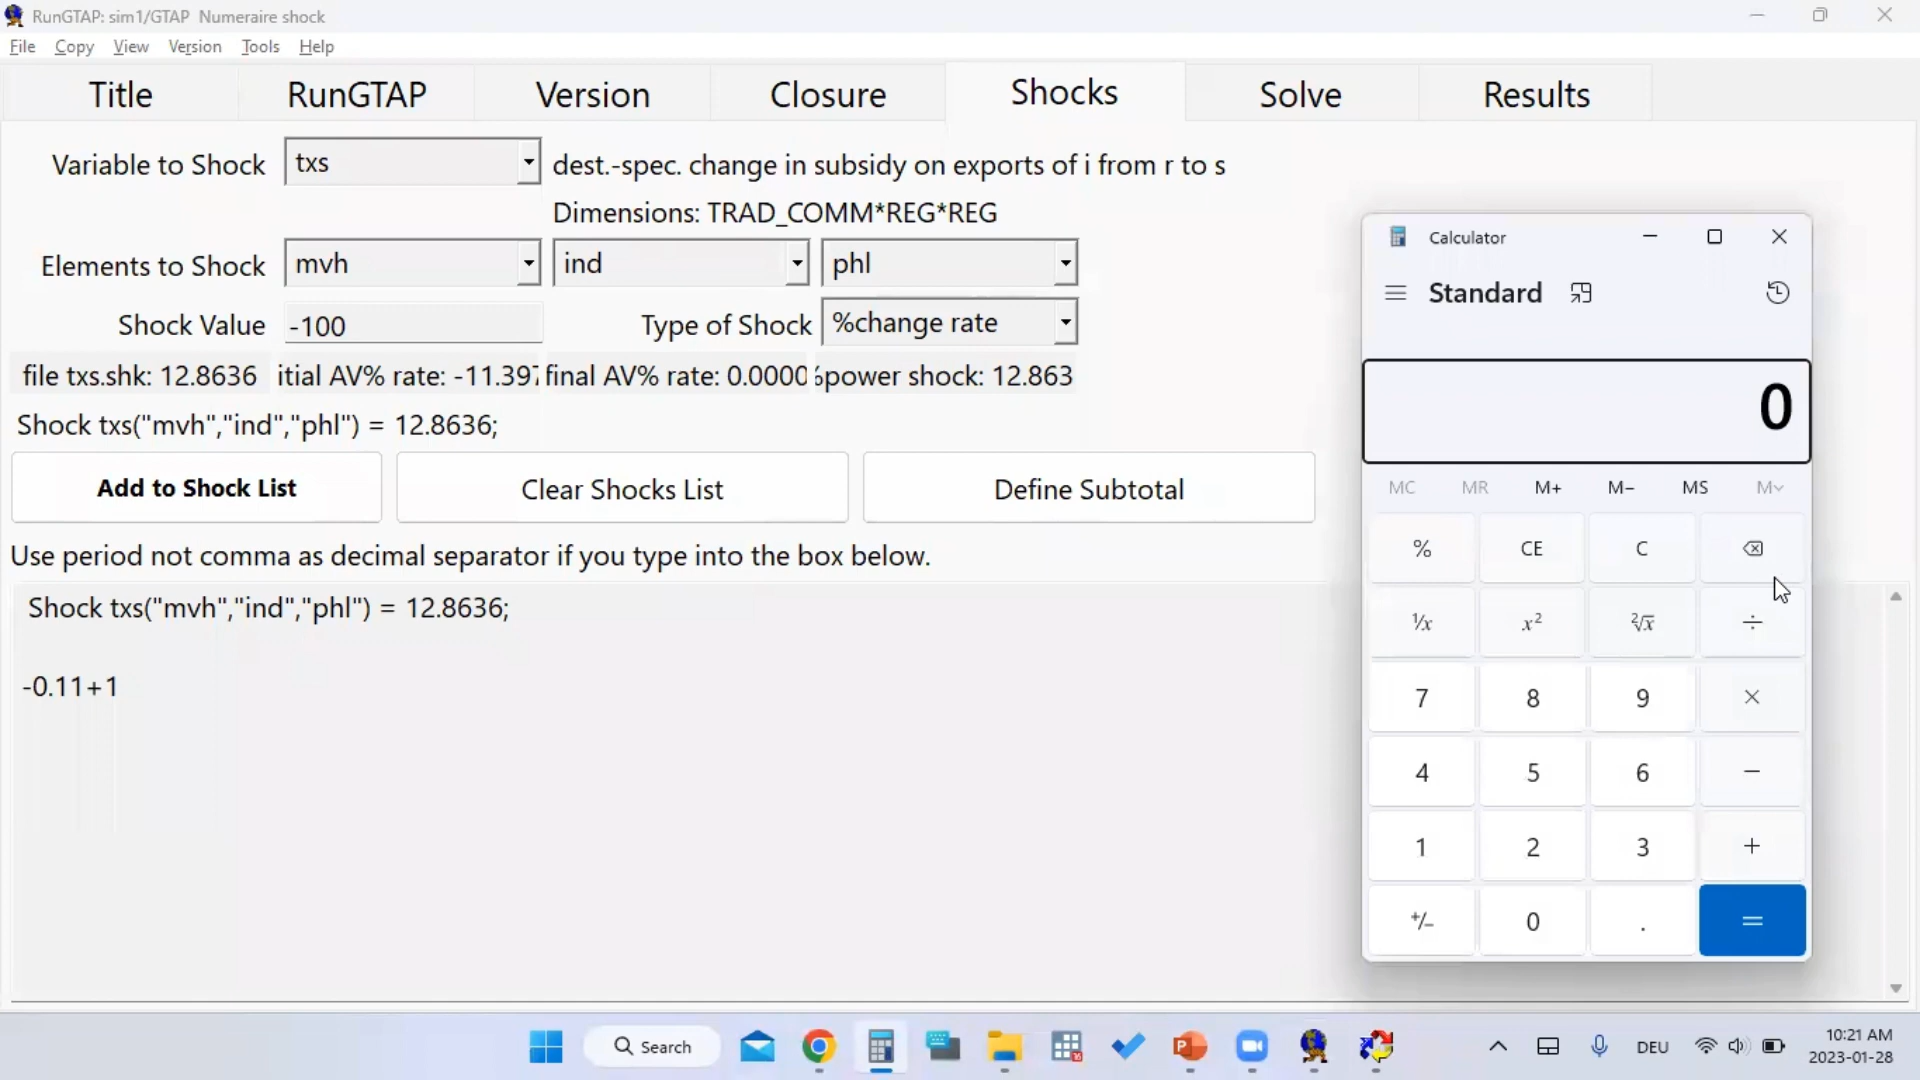 RunGTAP: sim1/GTAP Numeraire shock
File Copy View Version Tools Help
Title RunGTAP Version Closure Shocks Solve Results
Variable to Shock txs dest.-spec. change in subsidy on exports of i from r to s
Dimensions: TRAD_COMM*REG*REG
Elements to Shock mvh ind phl
Shock Value -100 Type of Shock %change rate
file txs.shk: 12.8636 itial AV% rate: -11.397 final AV% rate: 0.0000 %power shock: 12.863
Shock txs("mvh","ind","phl") = 12.8636;
Add to Shock List Clear Shocks List Define Subtotal
Use period not comma as decimal separator if you type into the box below.
Shock txs("mvh","ind","phl") = 12.8636;
-0.11+1
Calculator
Standard
0
MC MR M+ M− MS M˅
% CE C
¹/x x² ²√x ÷
7 8 9 ×
4 5 6 −
1 2 3 +
+/− 0 . =
Search
16
P
DEU
10:21 AM
2023-01-28